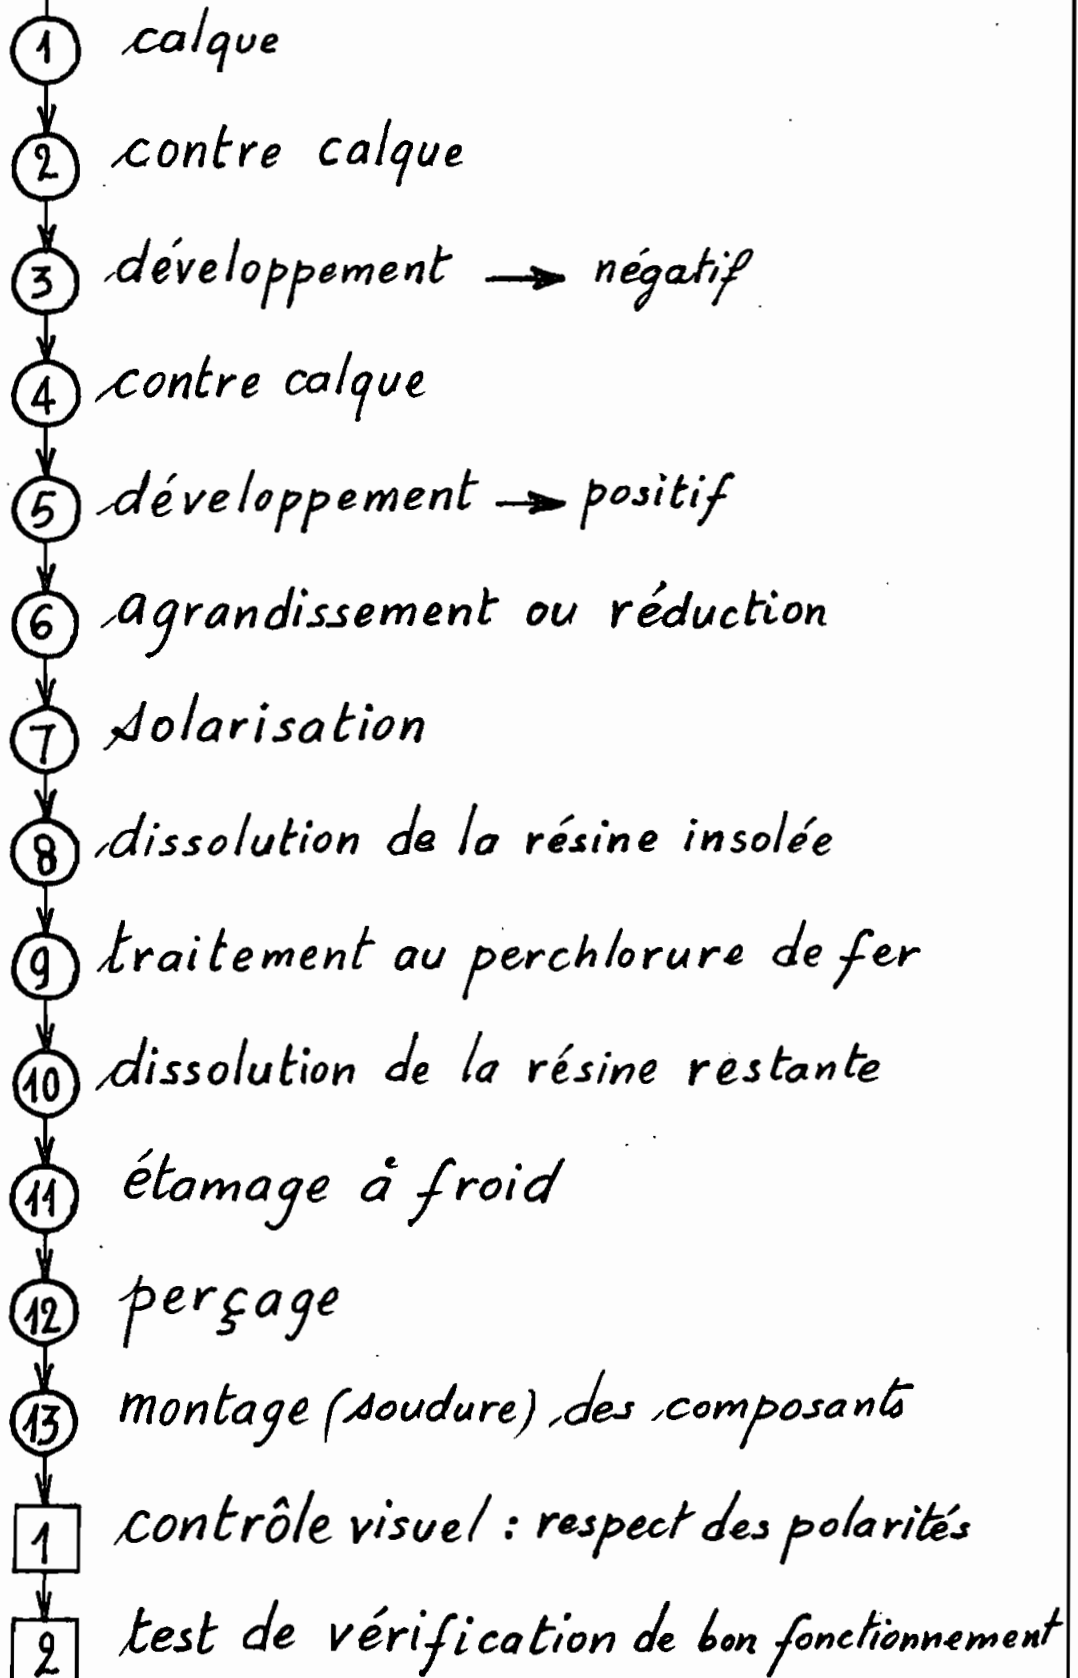 1 calque
2 contre calque
3 développement → négatif
4 contre calque
5 développement → positif
6 agrandissement ou réduction
7 solarisation
8 dissolution de la résine insolée
9 traitement au perchlorure de fer
10 dissolution de la résine restante
11 étamage à froid
12 perçage
13 montage (soudure) des composants
1 contrôle visuel : respect des polarités
2 test de vérification de bon fonctionnement